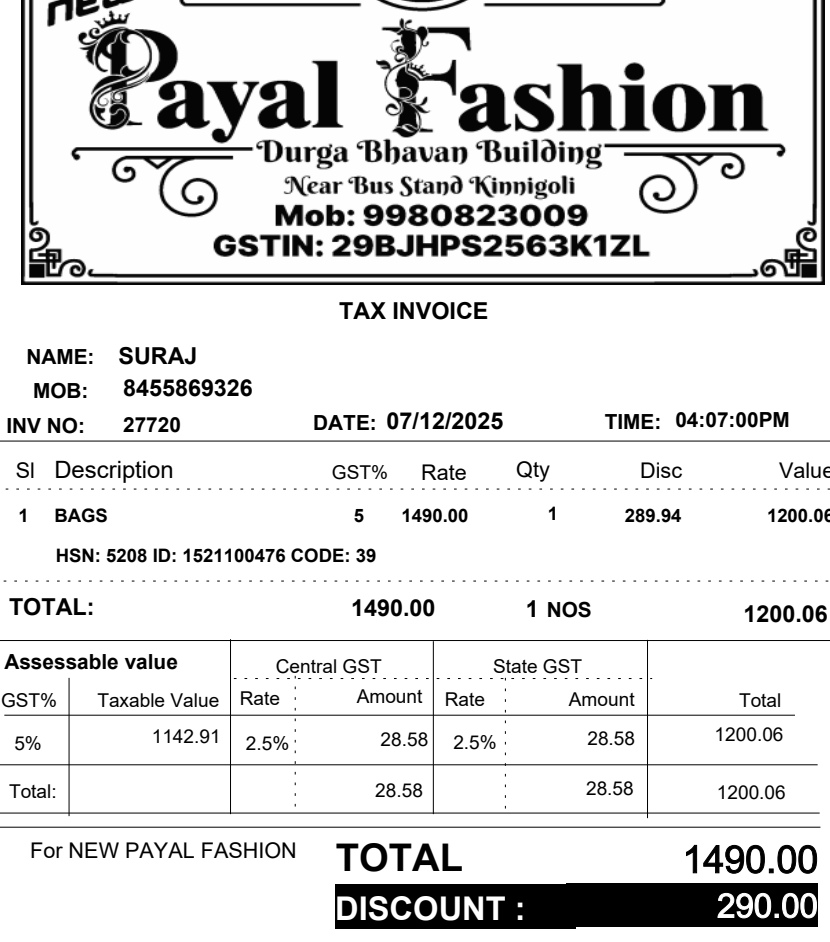 new
Payal Fashion
Durga Bhavan Building
Near Bus Stand Kinnigoli
Mob: 9980823009
GSTIN: 29BJHPS2563K1ZL
TAX INVOICE
NAME: SURAJ
MOB: 8455869326
INV NO: 27720 DATE: 07/12/2025 TIME: 04:07:00PM
Sl Description GST% Rate Qty Disc Value
1 BAGS 5 1490.00 1 289.94 1200.06
HSN: 5208 ID: 1521100476 CODE: 39
TOTAL: 1490.00 1 NOS 1200.06
Assessable value Central GST State GST
GST% Taxable Value Rate Amount Rate Amount Total
5% 1142.91 2.5% 28.58 2.5% 28.58 1200.06
Total: 28.58 28.58 1200.06
For NEW PAYAL FASHION TOTAL 1490.00
DISCOUNT : 290.00